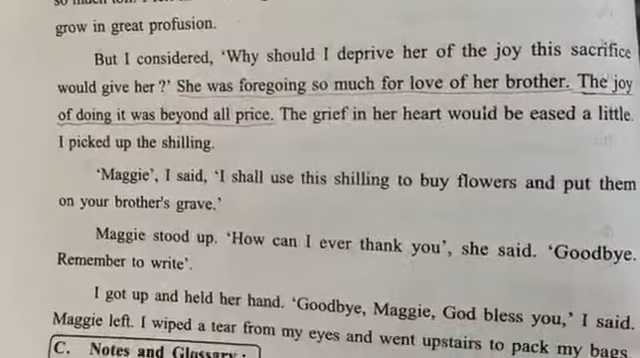 grow in great profusion.
But I considered, 'Why should I deprive her of the joy this sacrifice
would give her ?' She was foregoing so much for love of her brother. The joy
of doing it was beyond all price. The grief in her heart would be eased a little.
I picked up the shilling.
'Maggie', I said, 'I shall use this shilling to buy flowers and put them
on your brother's grave.'
Maggie stood up. 'How can I ever thank you', she said. 'Goodbye.
Remember to write'.
I got up and held her hand. 'Goodbye, Maggie, God bless you,' I said.
Maggie left. I wiped a tear from my eyes and went upstairs to pack my bags.
C. Notes and Glossary :